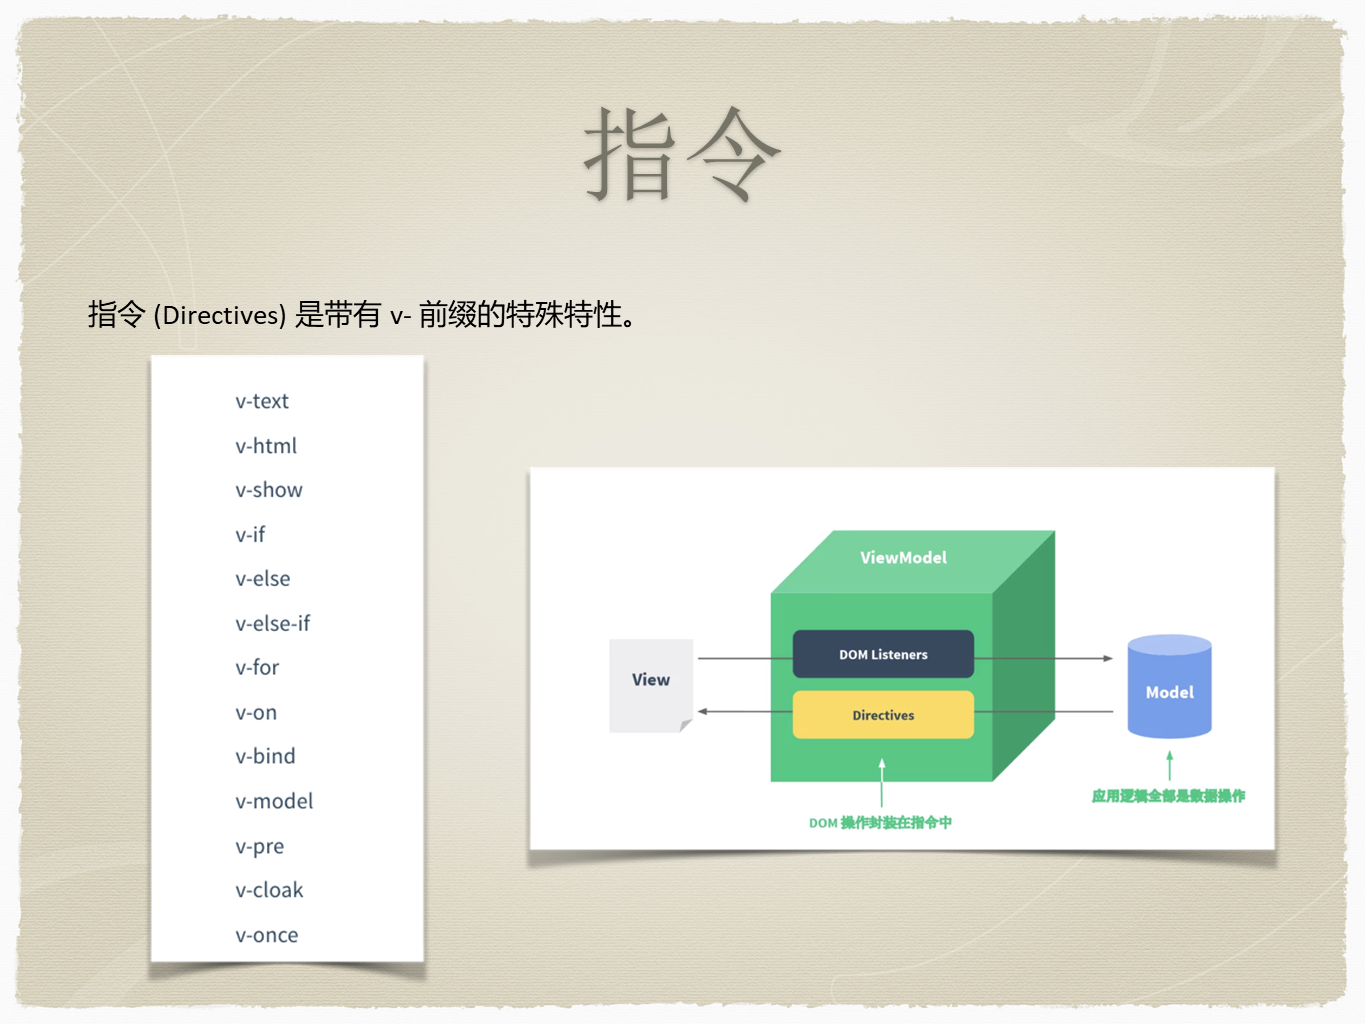 指令
指令 (Directives) 是带有 v- 前缀的特殊特性。
v-text
v-html
v-show
v-if
v-else
v-else-if
v-for
v-on
v-bind
v-model
v-pre
v-cloak
v-once
ViewModel
DOM Listeners
View
Directives
Model
应用逻辑全部是数据操作
DOM 操作封装在指令中